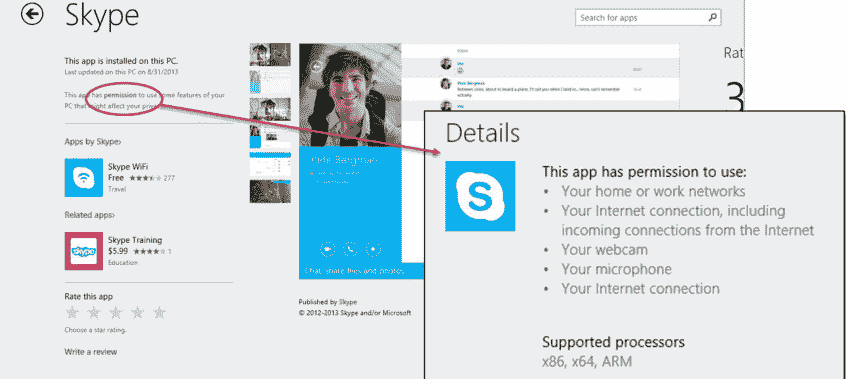 Skype
Search for apps
This app is installed on this PC.
Last updated on this PC on 8/31/2013
This app has permission to use some features of your
PC that might affect your privacy
Apps by Skype›
Skype WiFi
Free 277
Travel
Related apps›
Skype Training
$5.99 1
Education
Rate this app
Choose a star rating.
Write a review
Chat, share files and photos
Published by Skype
© 2012-2013 Skype and/or Microsoft
Rat
3
Details
This app has permission to use:
• Your home or work networks
• Your Internet connection, including
incoming connections from the Internet
• Your webcam
• Your microphone
• Your Internet connection
Supported processors
x86, x64, ARM